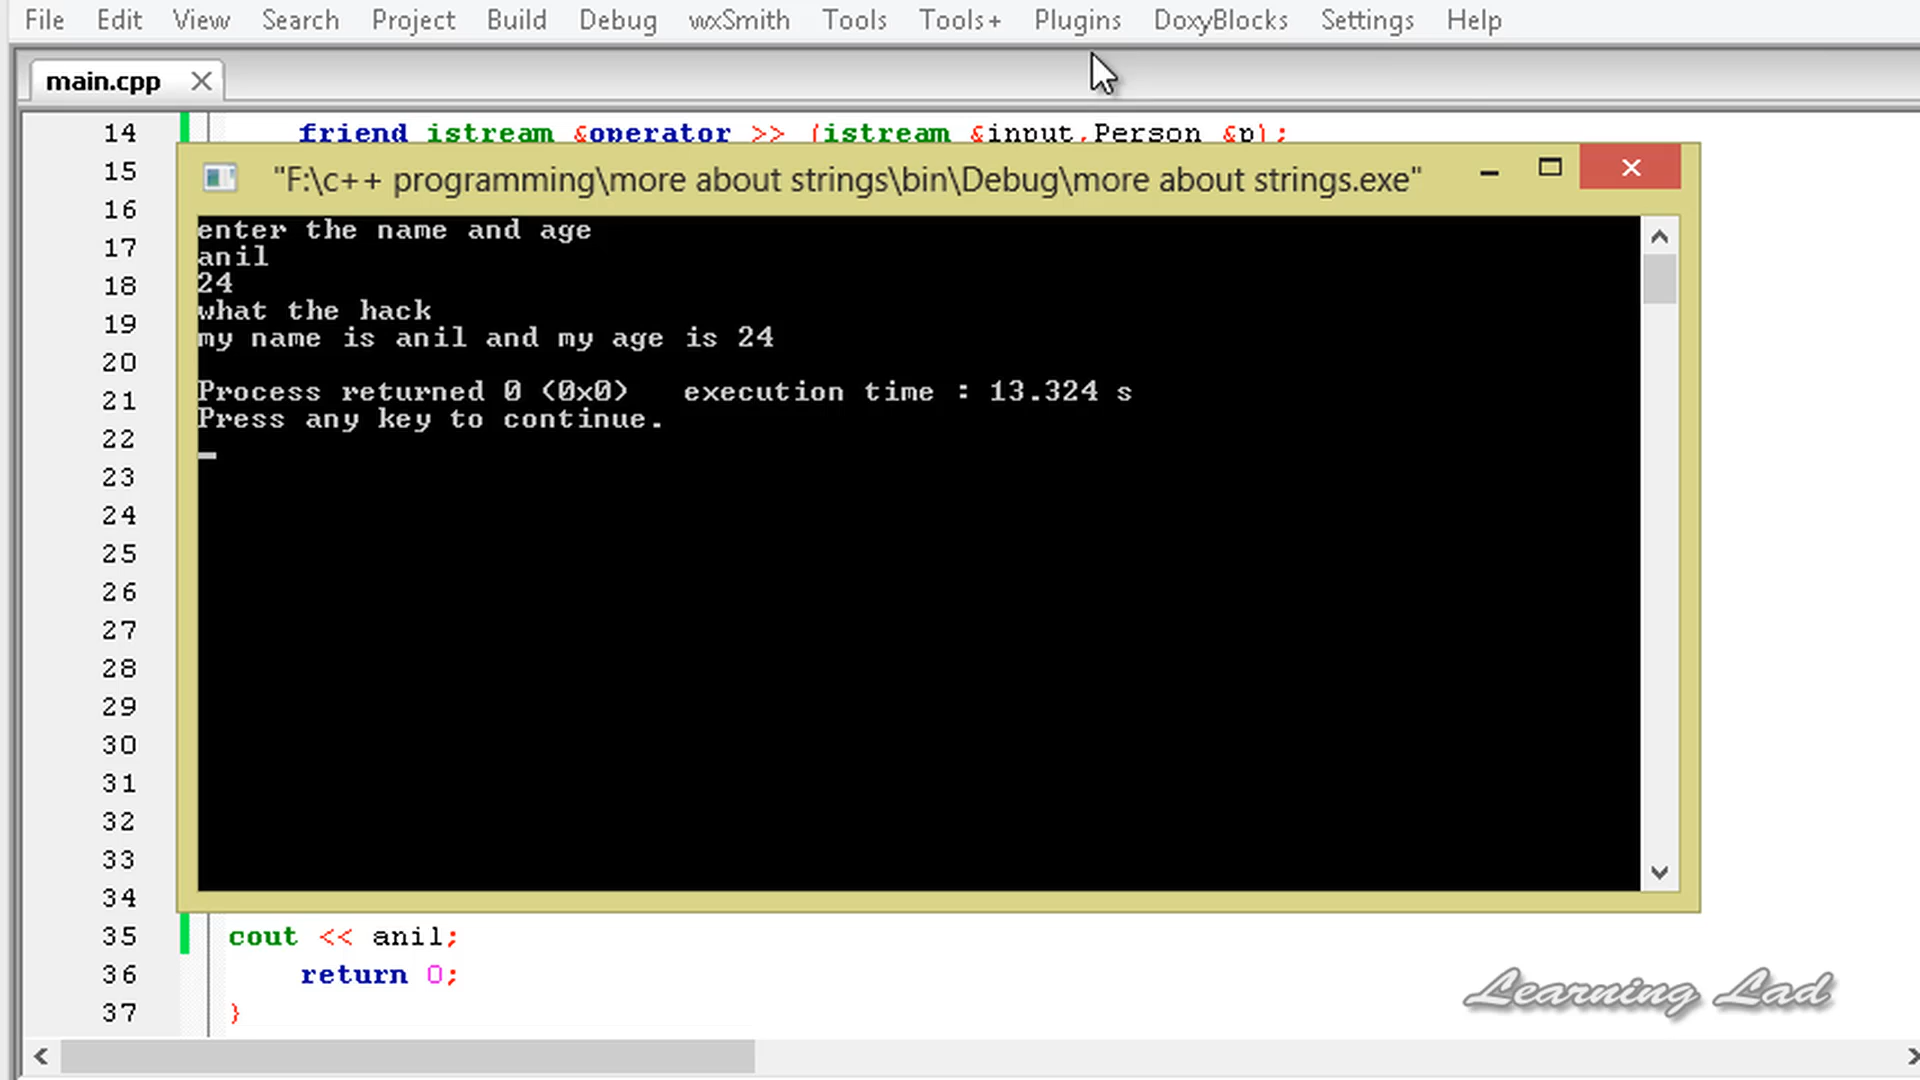 File Edit View Search Project Build Debug wxSmith Tools Tools+ Plugins DoxyBlocks Settings Help
main.cpp
14 friend istream &operator >> (istream &input,Person &p);
15 "F:\c++ programming\more about strings\bin\Debug\more about strings.exe"
16 enter the name and age
17 anil
18 24
19 what the hack
my name is anil and my age is 24
20
21 Process returned 0 (0x0) execution time : 13.324 s
22 Press any key to continue.
23
24
25
26
27
28
29
30
31
32
33
34
35 cout << anil;
36 return 0;
37 }
Learning Lad